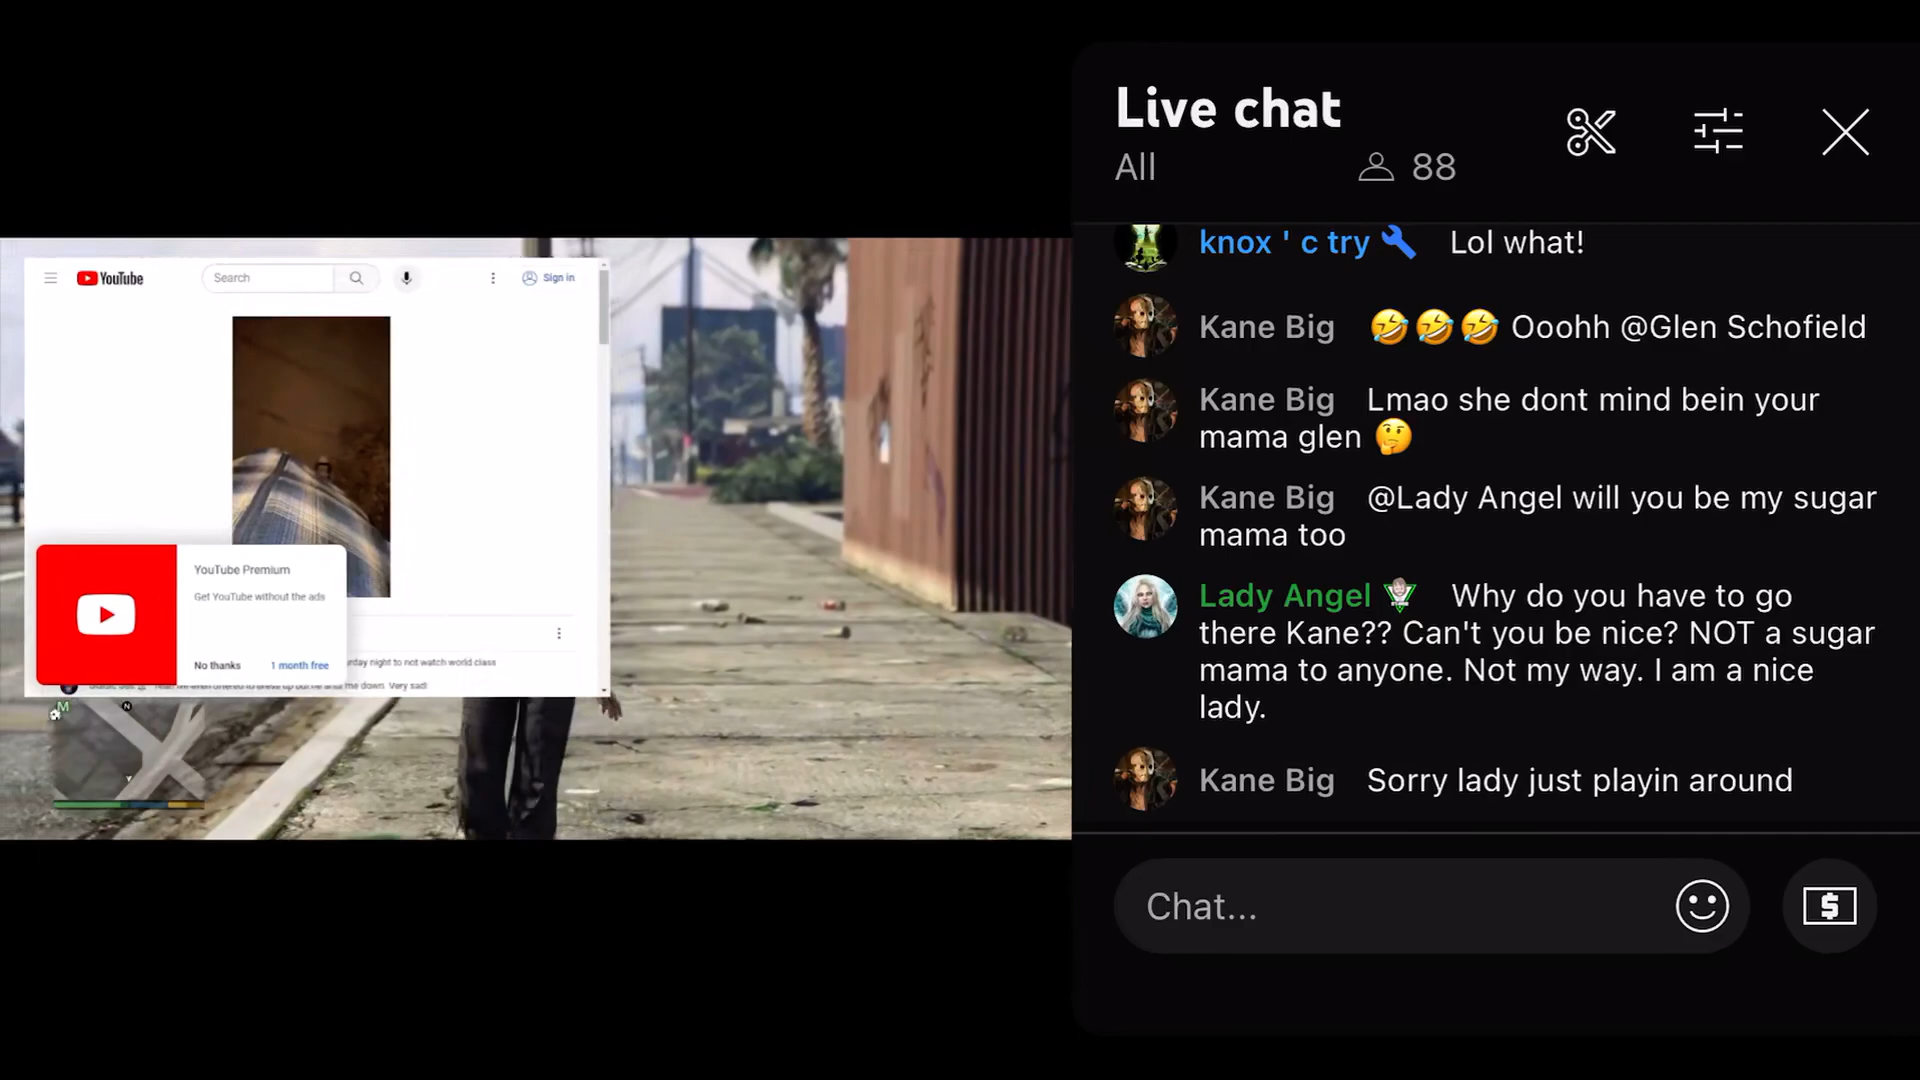 YouTube
Search
Sign in
YouTube Premium
Get YouTube without the ads
No thanks
1 month free
night to not watch world class
me down. Very sad!
M
N
Live chat
All
88
knox ' c try 🔧 Lol what!
Kane Big 🤣🤣🤣 Ooohh @Glen Schofield
Kane Big Lmao she dont mind bein your
mama glen 🤔
Kane Big @Lady Angel will you be my sugar
mama too
Lady Angel Why do you have to go
there Kane?? Can't you be nice? NOT a sugar
mama to anyone. Not my way. I am a nice
lady.
Kane Big Sorry lady just playin around
Chat...